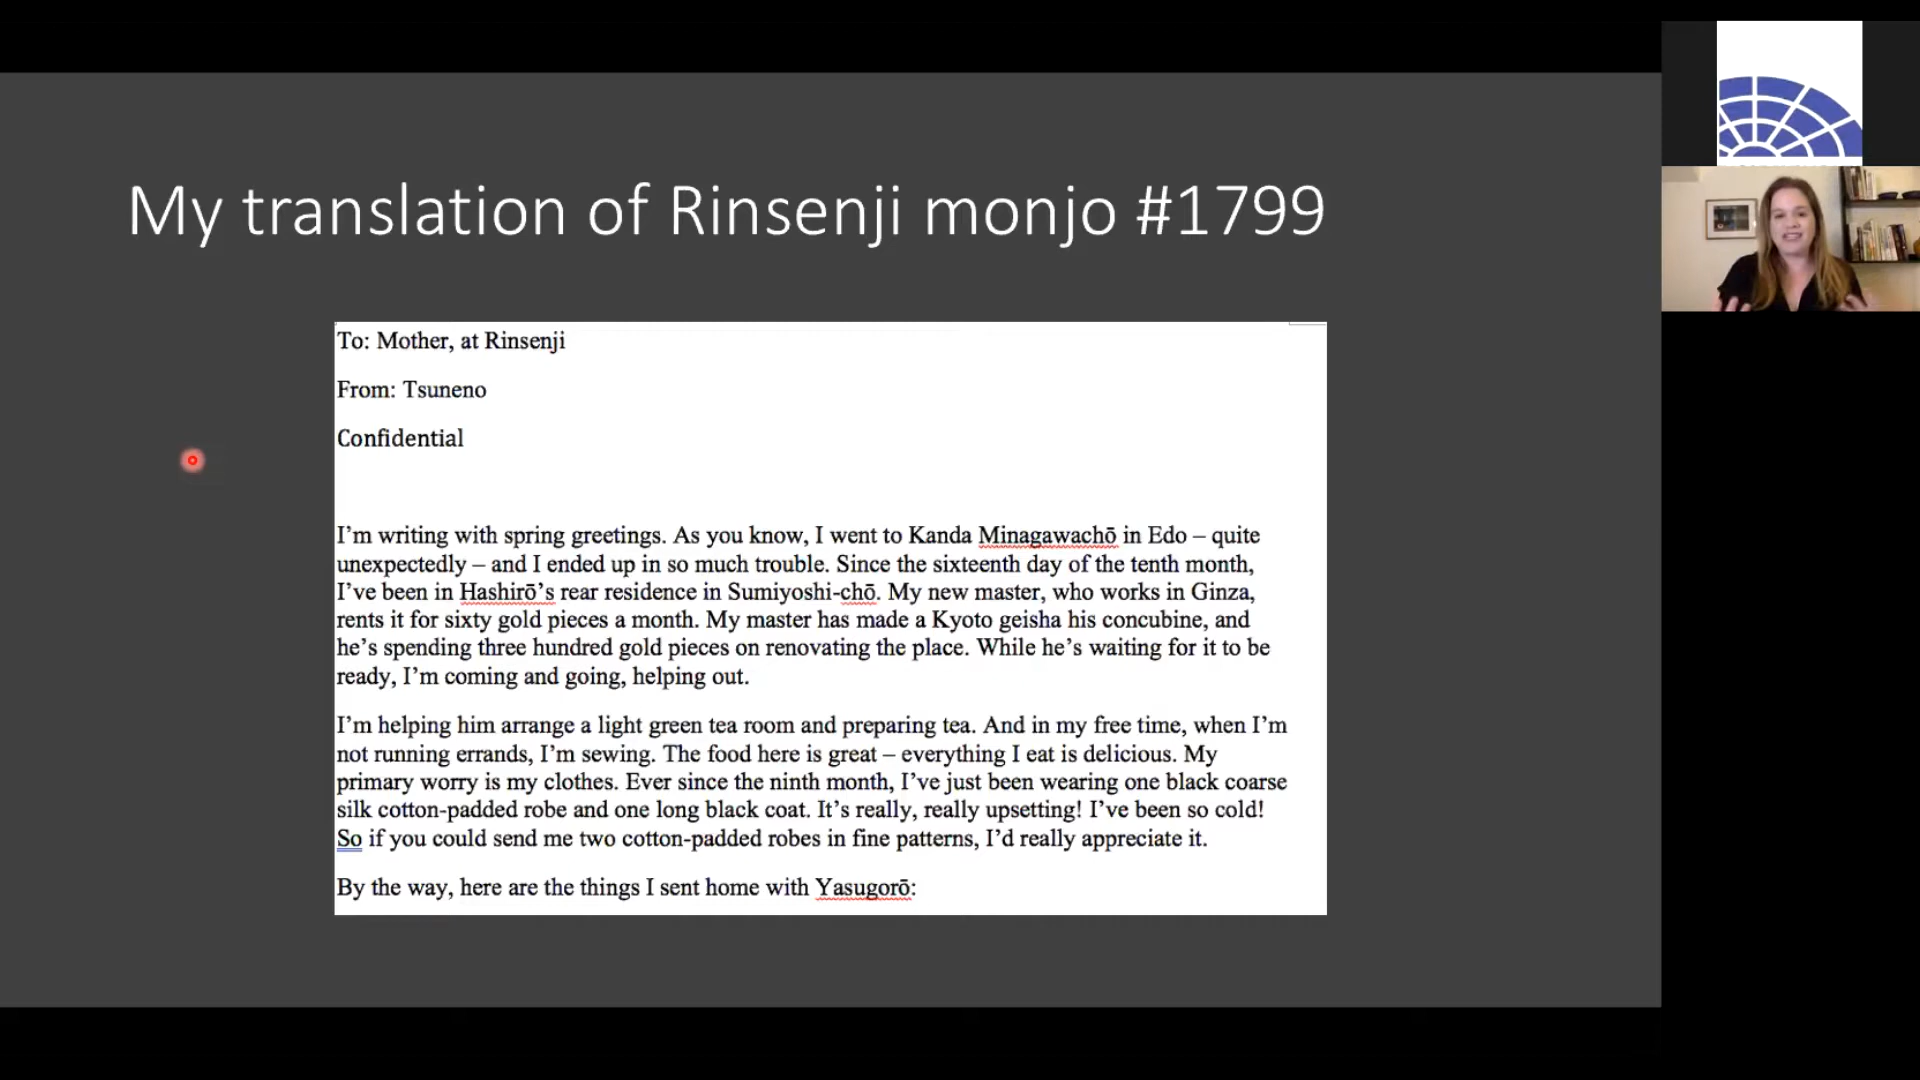 My translation of Rinsenji monjo #1799
To: Mother, at Rinsenji
From: Tsuneno
Confidential
I’m writing with spring greetings. As you know, I went to Kanda Minagawachō in Edo – quite
unexpectedly – and I ended up in so much trouble. Since the sixteenth day of the tenth month,
I’ve been in Hashirō’s rear residence in Sumiyoshi-chō. My new master, who works in Ginza,
rents it for sixty gold pieces a month. My master has made a Kyoto geisha his concubine, and
he’s spending three hundred gold pieces on renovating the place. While he’s waiting for it to be
ready, I’m coming and going, helping out.
I’m helping him arrange a light green tea room and preparing tea. And in my free time, when I’m
not running errands, I’m sewing. The food here is great – everything I eat is delicious. My
primary worry is my clothes. Ever since the ninth month, I’ve just been wearing one black coarse
silk cotton-padded robe and one long black coat. It’s really, really upsetting! I’ve been so cold!
So if you could send me two cotton-padded robes in fine patterns, I’d really appreciate it.
By the way, here are the things I sent home with Yasugorō: